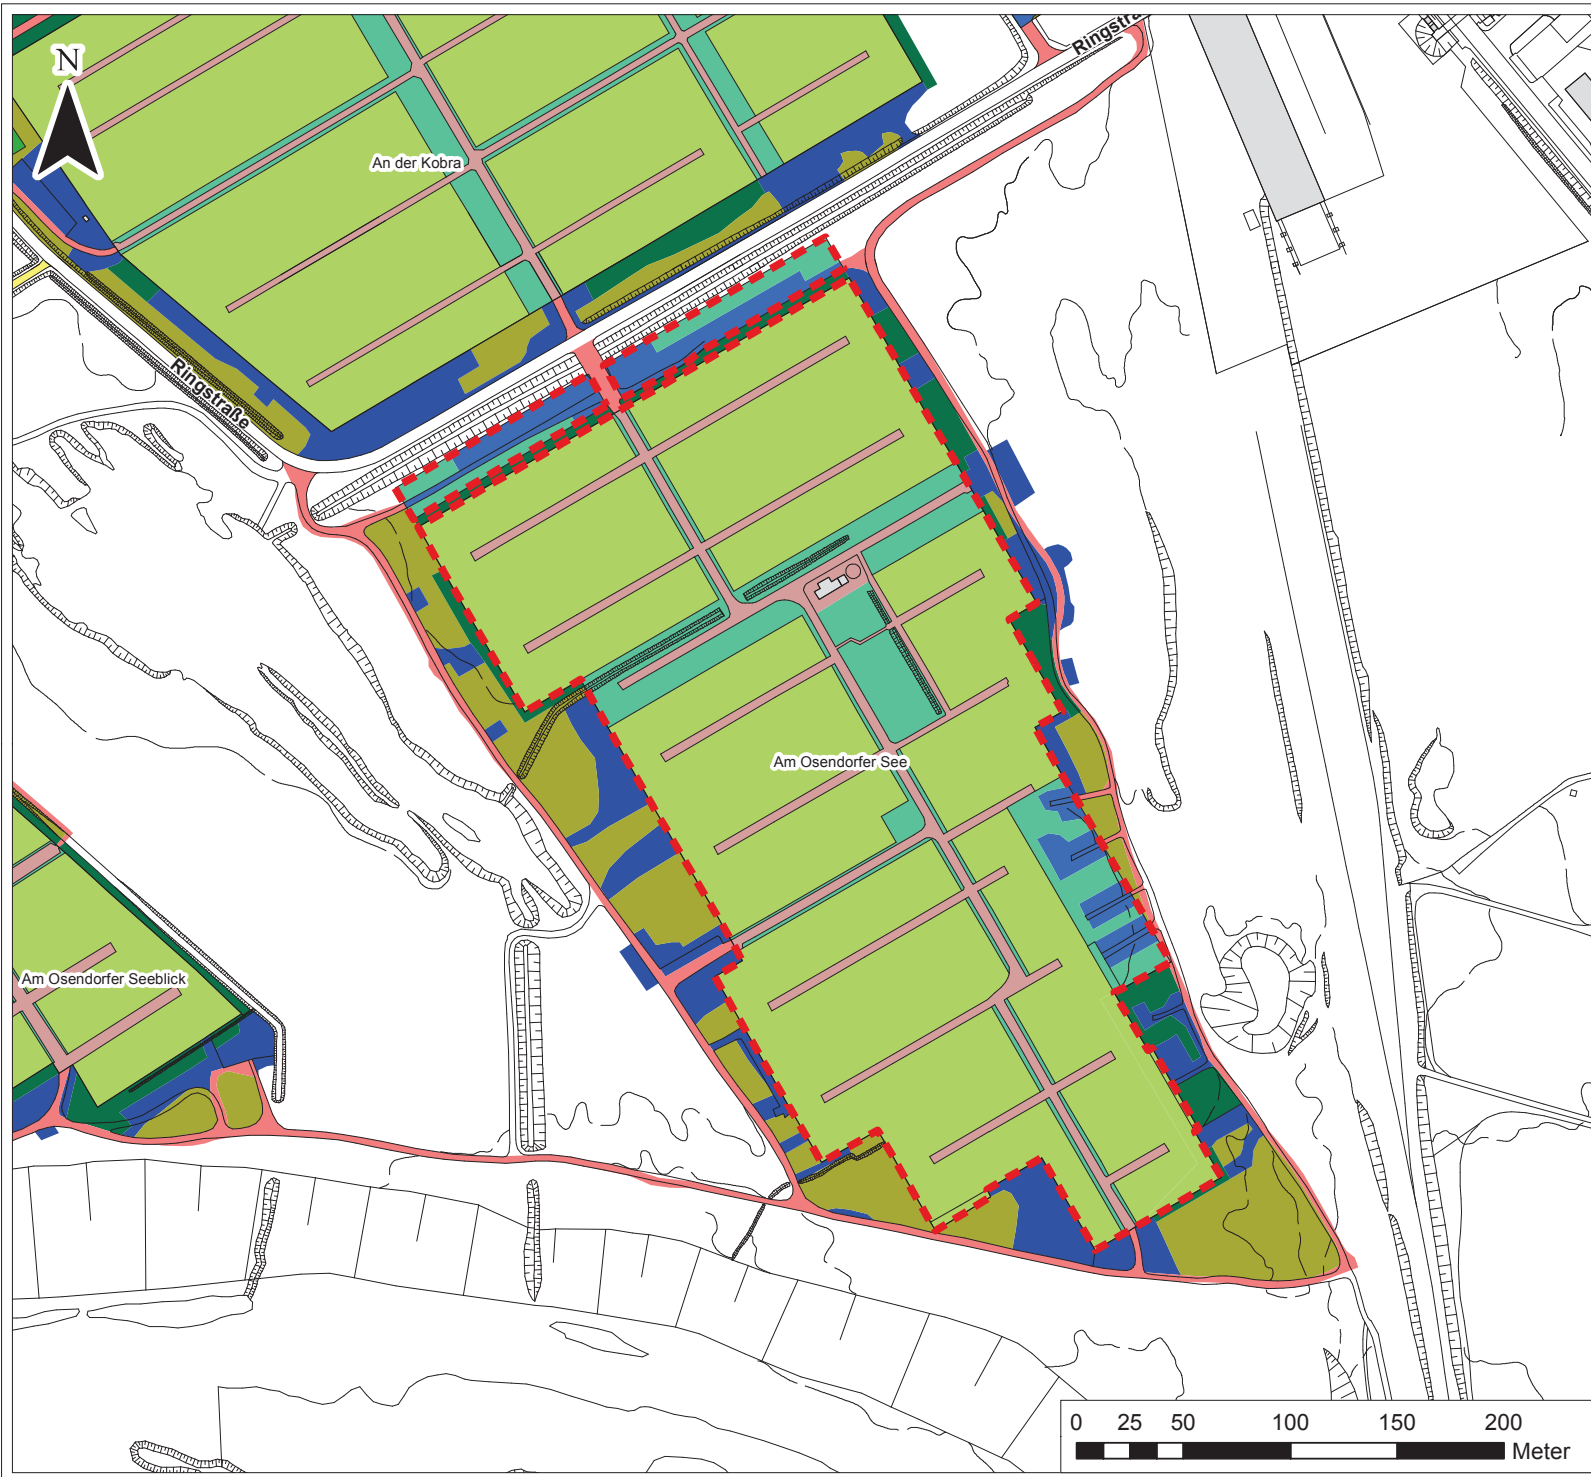 Ringstra
N
An der Kobra
Ringstraße
Am Osendorfer See
Am Osendorfer Seeblick
0 25 50 100 150 200
Meter